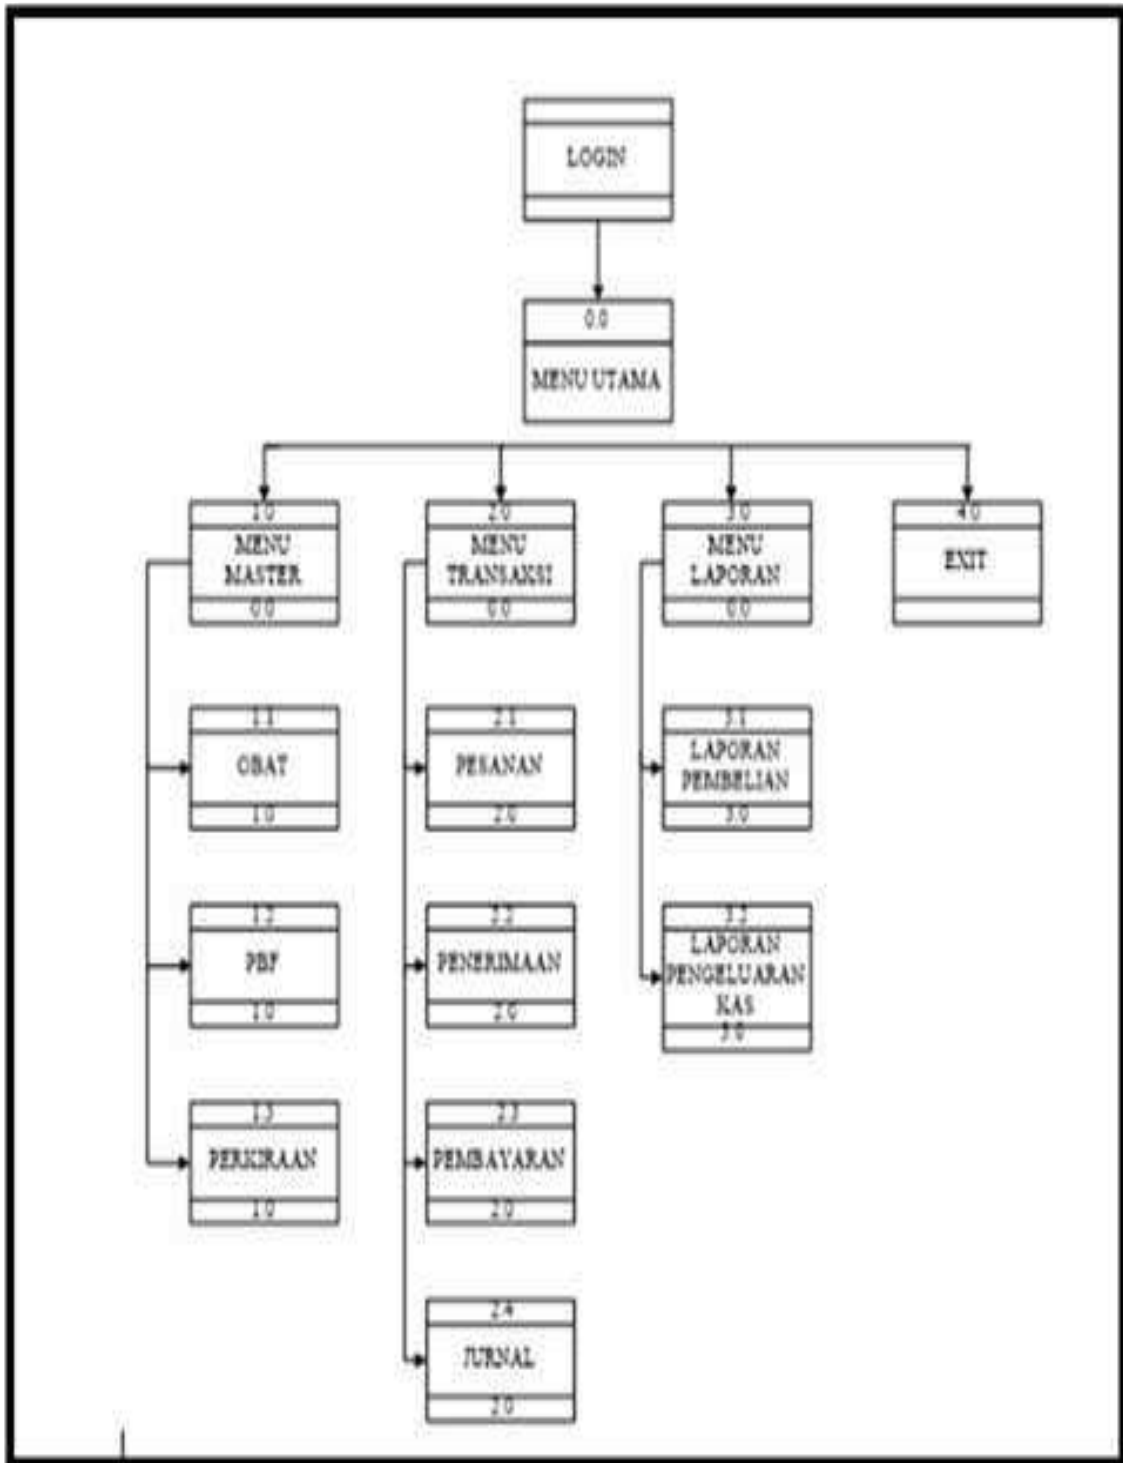 LOGIN
0.0
MENU UTAMA
1.0
MENU
MASTER
0.0
2.0
MENU
TRANSAKSI
0.0
3.0
MENU
LAPORAN
0.0
4.0
EXIT
1.1
OBAT
1.0
2.1
PESANAN
2.0
3.1
LAPORAN
PEMBELIAN
3.0
1.2
PBF
1.0
2.2
PENERIMAAN
2.0
3.2
LAPORAN
PENGELUARAN
KAS
3.0
1.3
PERKIRAAN
1.0
2.3
PEMBAYARAN
2.0
2.4
JURNAL
2.0